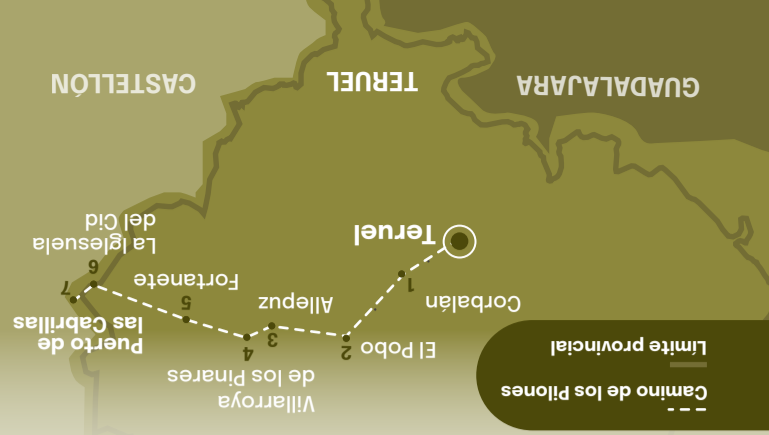 Camino de los Pilones
Límite provincial
Villarroya
de los Pinares
El Pobo
2
3
4
Puerto de
las Cabrillas
Corbalán
1
Allepuz
5
Fortanete
6
7
La Iglesuela
del Cid
Teruel
GUADALAJARA
TERUEL
CASTELLÓN